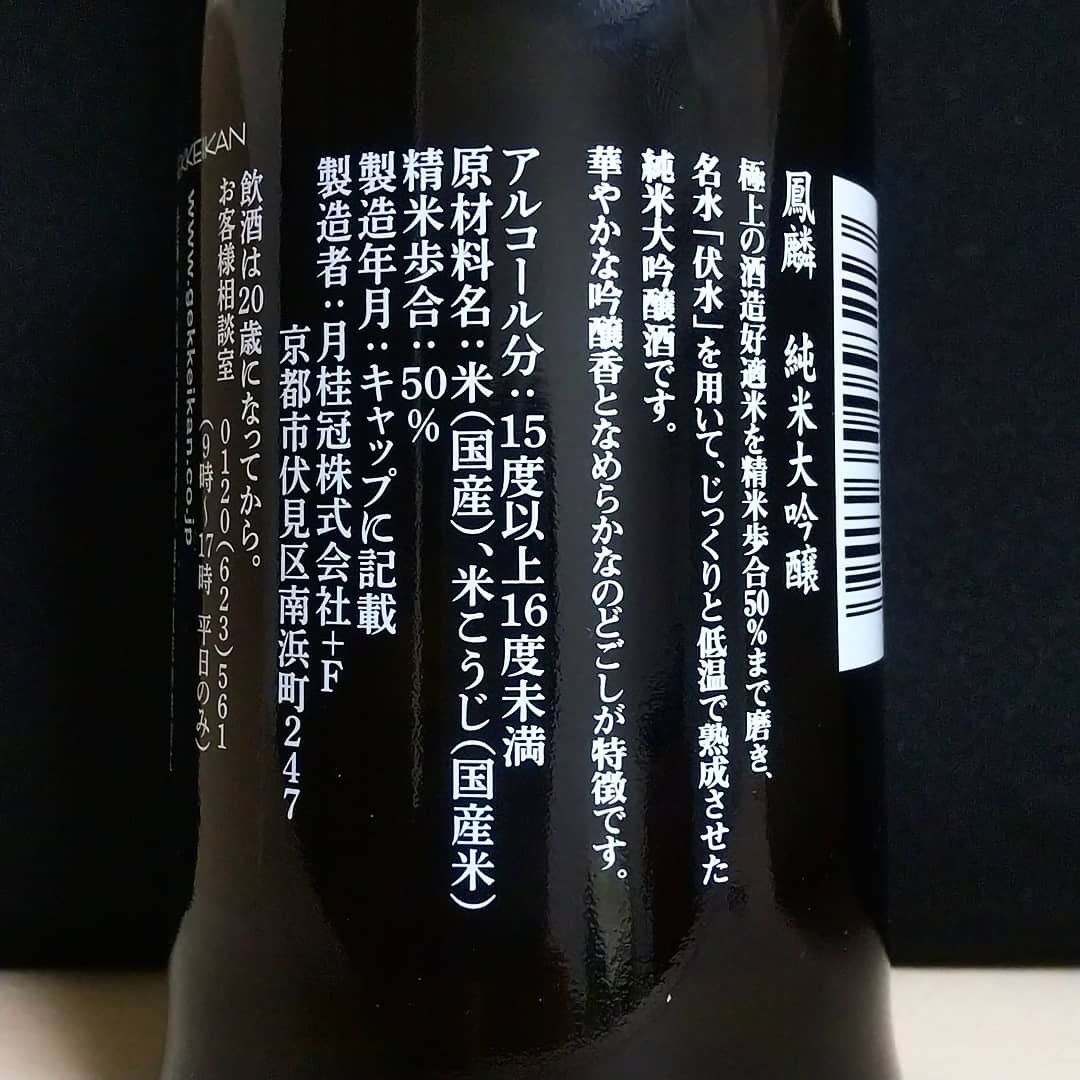 鳳麟 純米大吟醸
極上の酒造好適米を精米歩合50%まで磨き、
名水「伏水」を用いて、じっくりと低温で熟成させた
純米大吟醸酒です。
華やかな吟醸香となめらかなのどごしが特徴です。
アルコール分:15度以上16度未満
原材料名:米(国産)、米こうじ(国産米)
精米歩合:50%
製造年月:キャップに記載
製造者:月桂冠株式会社+F
京都市伏見区南浜町247
飲酒は20歳になってから。
お客様相談室 0120(623)561
(9時~17時 平日のみ)
www.gekkeikan.co.jp
KEIKAN